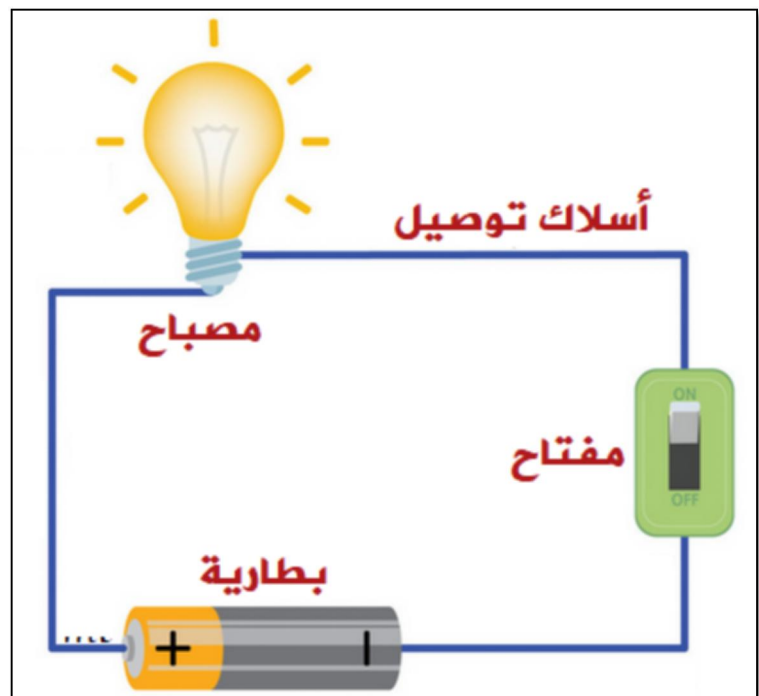 أسلاك توصيل
مصباح
ON
مفتاح
OFF
بطارية
+
-